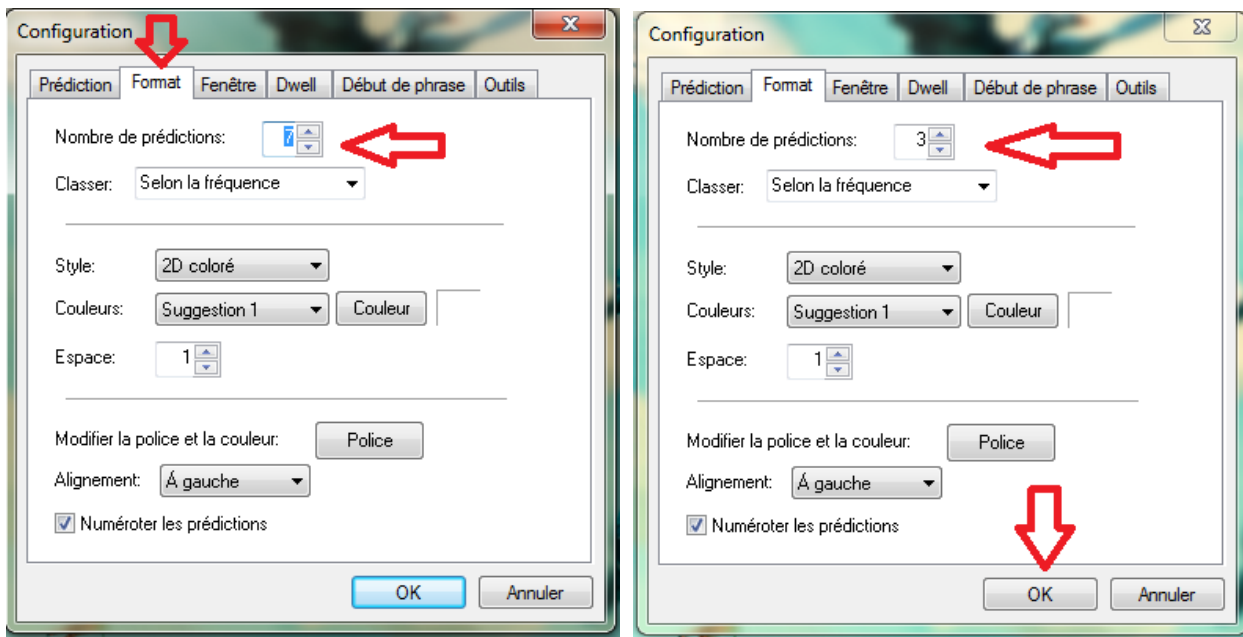 Configuration
Prédiction Format Fenêtre Dwell Début de phrase Outils
Nombre de prédictions: 7
Classer: Selon la fréquence
Style: 2D coloré
Couleurs: Suggestion 1 Couleur
Espace: 1
Modifier la police et la couleur: Police
Alignement: Á gauche
Numéroter les prédictions
OK Annuler
Configuration
Prédiction Format Fenêtre Dwell Début de phrase Outils
Nombre de prédictions: 3
Classer: Selon la fréquence
Style: 2D coloré
Couleurs: Suggestion 1 Couleur
Espace: 1
Modifier la police et la couleur: Police
Alignement: Á gauche
Numéroter les prédictions
OK Annuler